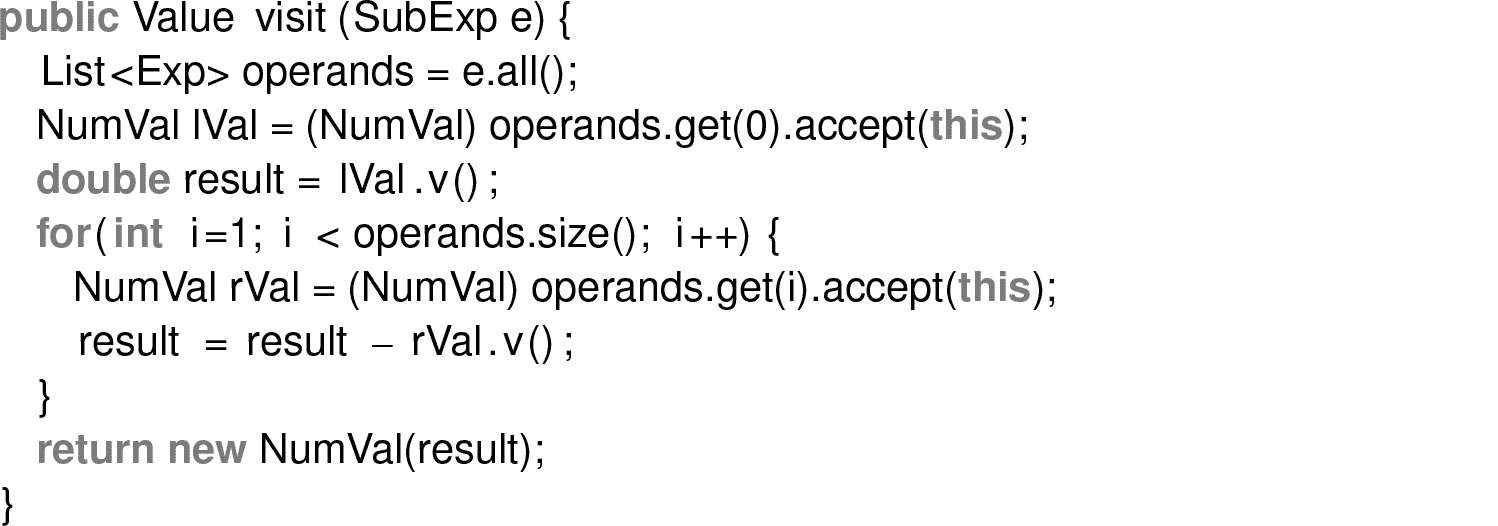 public Value visit (SubExp e) {
List<Exp> operands = e.all();
NumVal lVal = (NumVal) operands.get(0).accept(this);
double result = lVal.v();
for(int i=1; i < operands.size(); i++) {
NumVal rVal = (NumVal) operands.get(i).accept(this);
result = result − rVal.v();
}
return new NumVal(result);
}